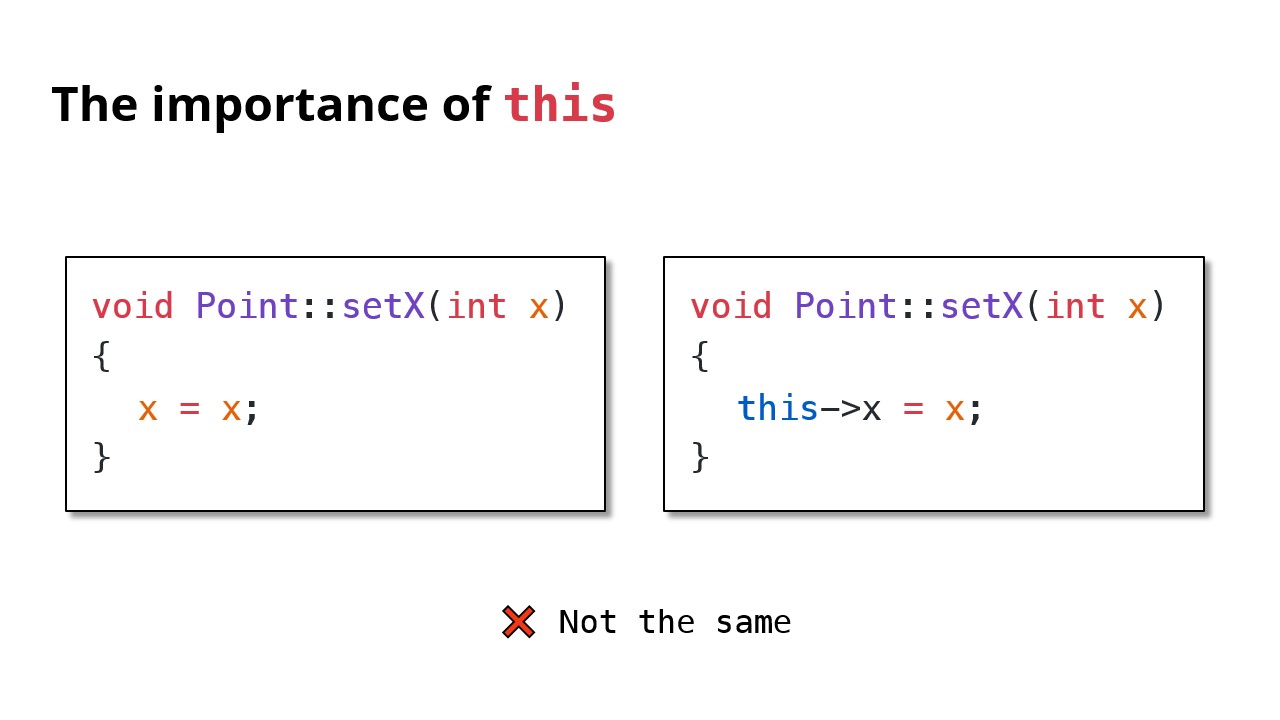 The importance of this
void Point::setX(int x)
{
  x = x;
}
void Point::setX(int x)
{
  this->x = x;
}
❌ Not the same